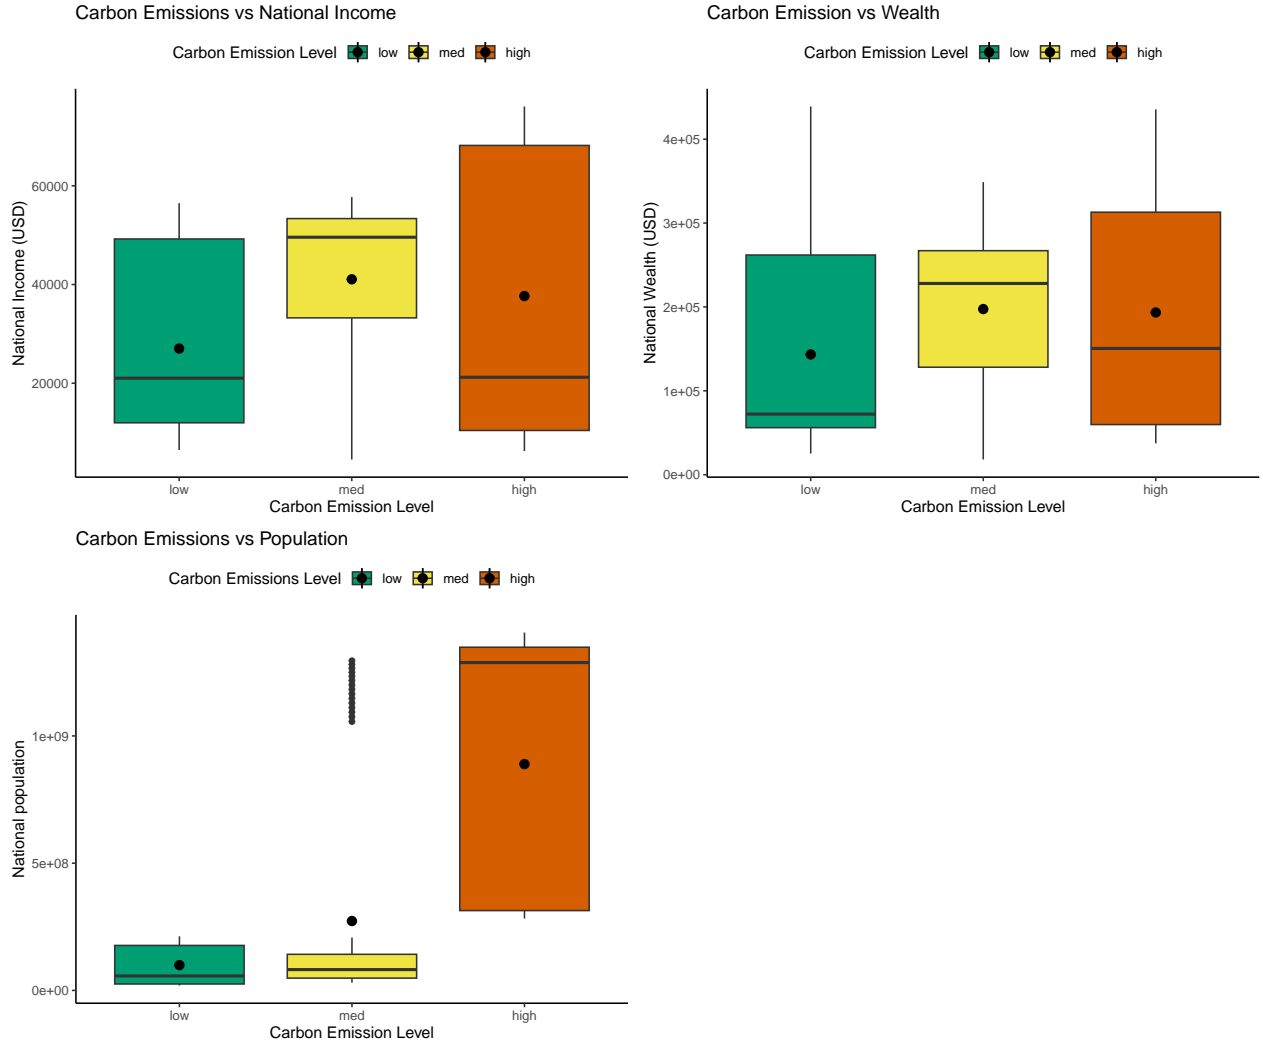 Carbon Emissions vs National Income
Carbon Emission Level low med high
National Income (USD)
60000
40000
20000
low med high
Carbon Emission Level
Carbon Emission vs Wealth
Carbon Emission Level low med high
National Wealth (USD)
4e+05
3e+05
2e+05
1e+05
0e+00
low med high
Carbon Emission Level
Carbon Emissions vs Population
Carbon Emissions Level low med high
National population
1e+09
5e+08
0e+00
low med high
Carbon Emission Level